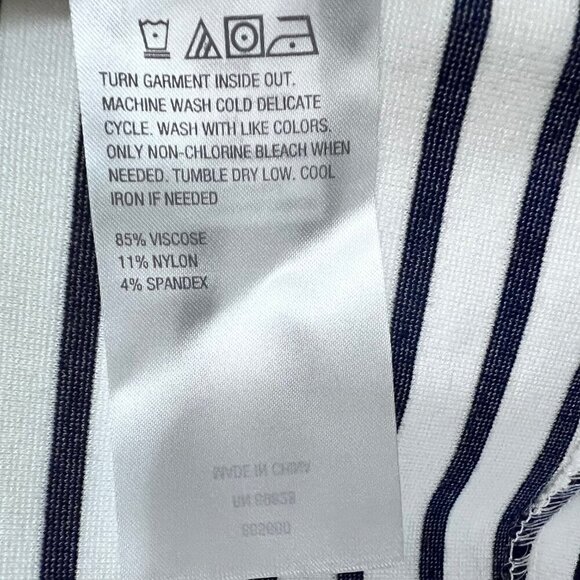 TURN GARMENT INSIDE OUT.
MACHINE WASH COLD DELICATE
CYCLE. WASH WITH LIKE COLORS.
ONLY NON-CHLORINE BLEACH WHEN
NEEDED. TUMBLE DRY LOW. COOL
IRON IF NEEDED
85% VISCOSE
11% NYLON
4% SPANDEX
MADE IN CHINA